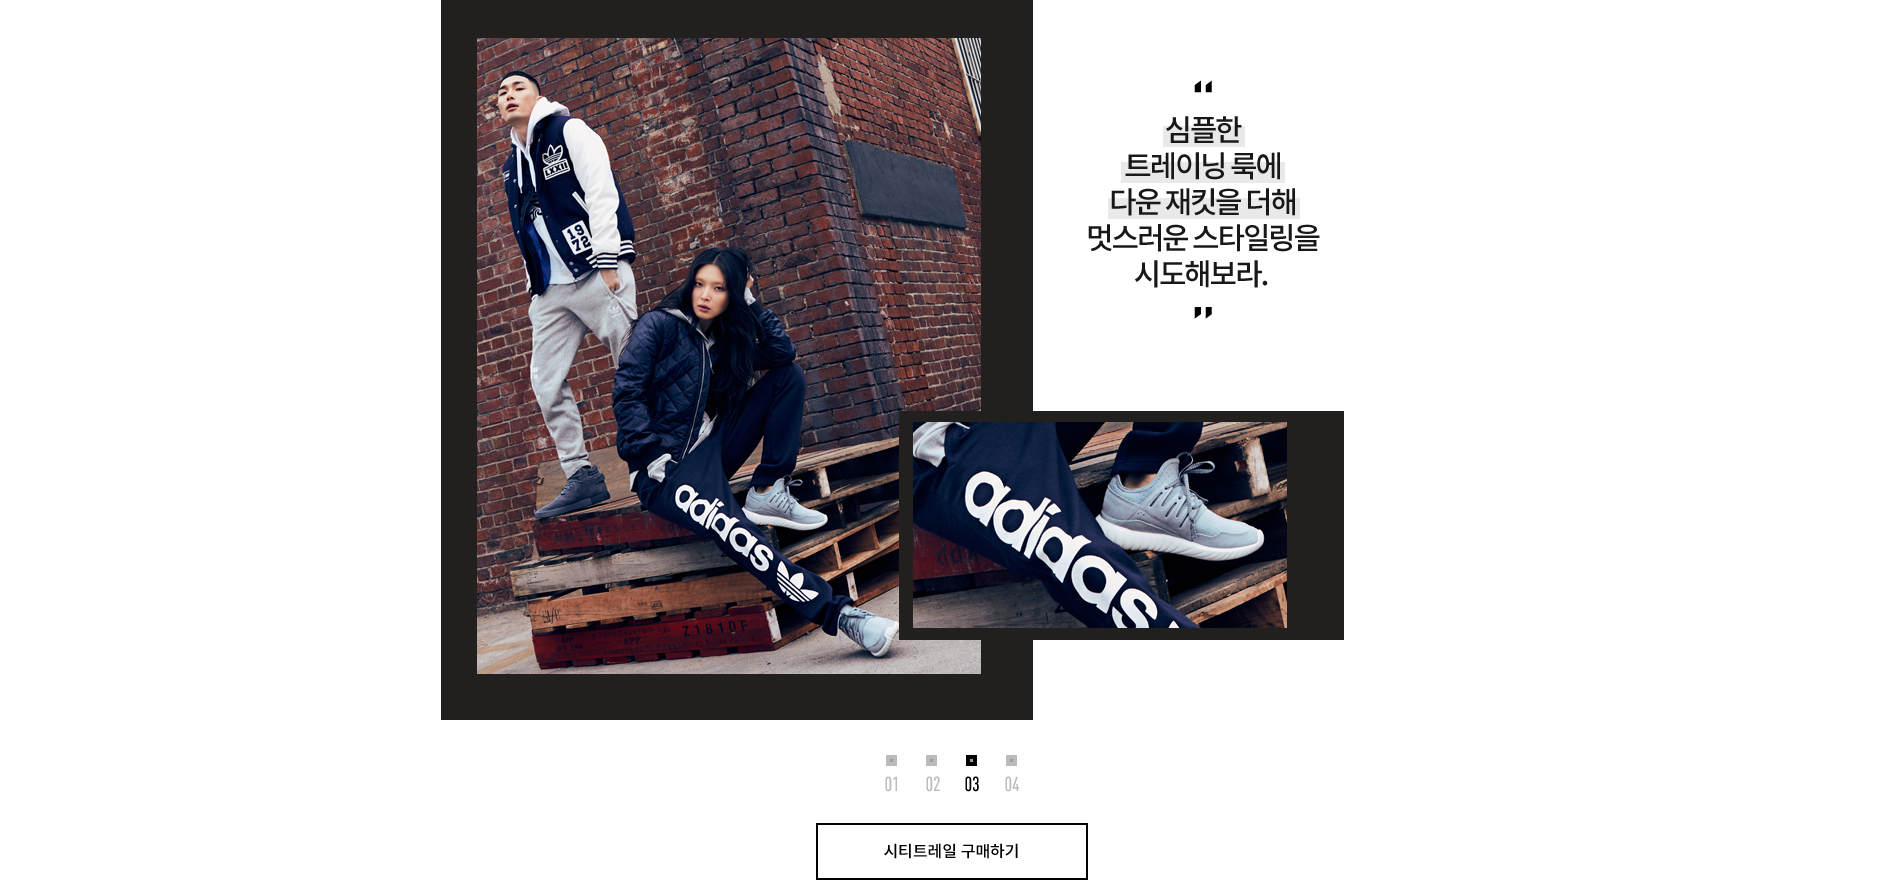 “
심플한
트레이닝 룩에
다운 재킷을 더해
멋스러운 스타일링을
시도해보라.
”
19
72
adidas
Z1810F
APP
adidas
01 02 03 04
시티트레일 구매하기